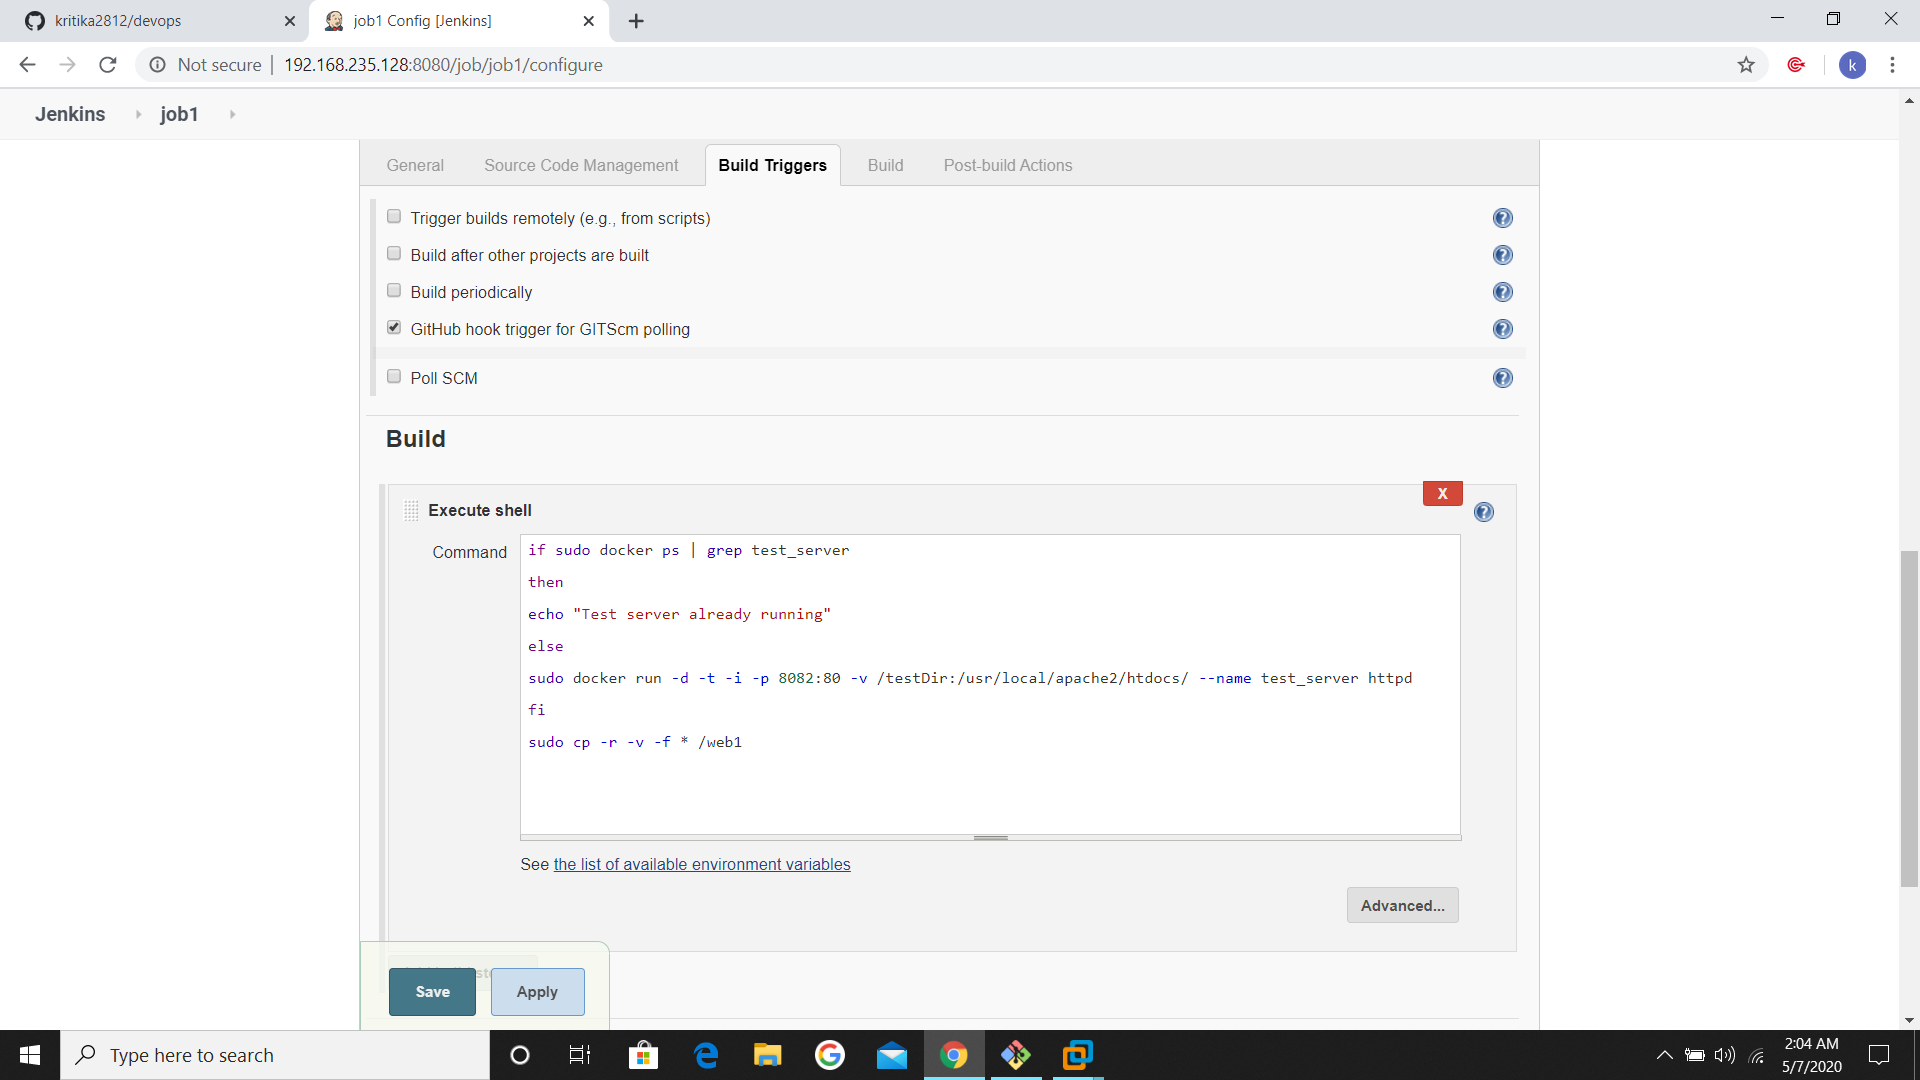 kritika2812/devops
job1 Config [Jenkins]
Not secure | 192.168.235.128:8080/job/job1/configure
k
Jenkins
job1
General
Source Code Management
Build Triggers
Build
Post-build Actions
Trigger builds remotely (e.g., from scripts)
Build after other projects are built
Build periodically
GitHub hook trigger for GITScm polling
Poll SCM
Build
X
Execute shell
Command
if sudo docker ps | grep test_server
then
echo "Test server already running"
else
sudo docker run -d -t -i -p 8082:80 -v /testDir:/usr/local/apache2/htdocs/ --name test_server httpd
fi
sudo cp -r -v -f * /web1
See the list of available environment variables
Advanced...
Save
Apply
Type here to search
2:04 AM
5/7/2020